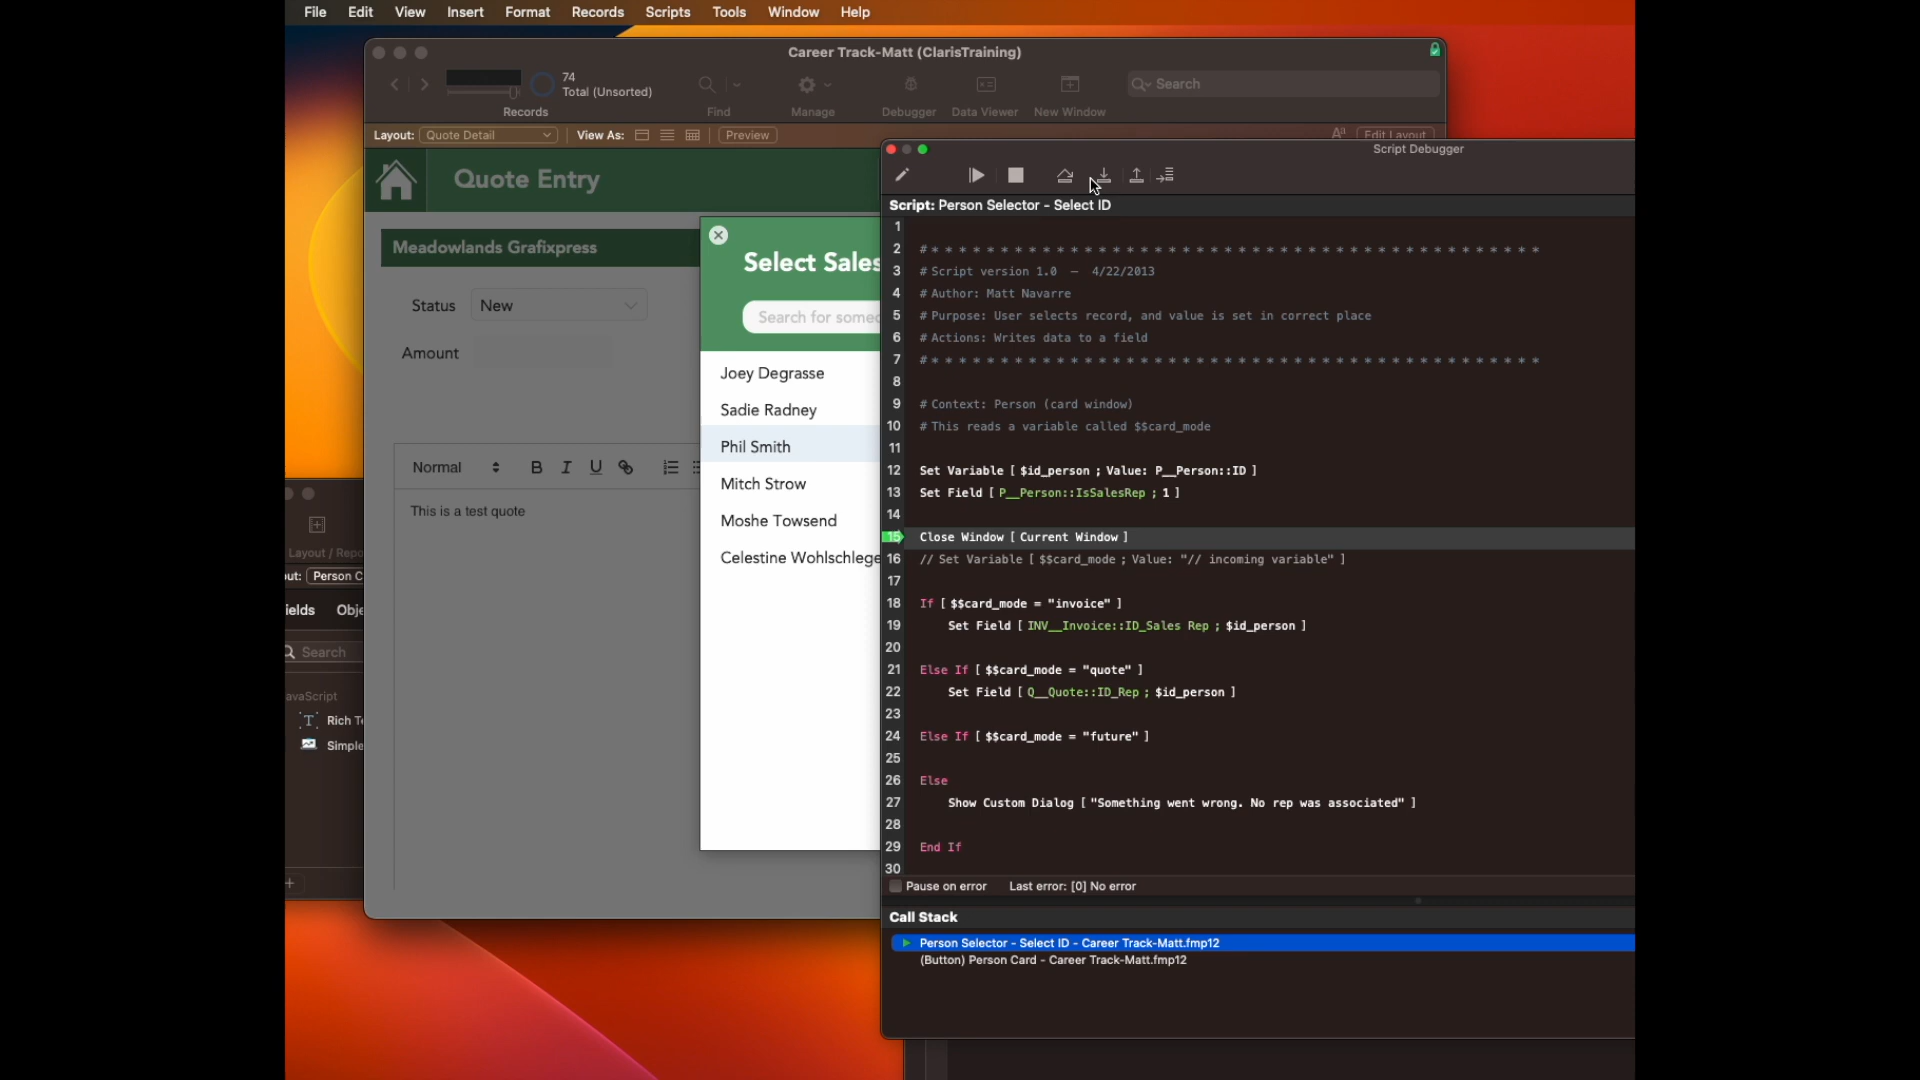 File Edit View Insert Format Records Scripts Tools Window Help
Career Track-Matt (ClarisTraining)
74
Total (Unsorted)
Search
Records Find Manage Debugger Data Viewer New Window
Layout: Quote Detail View As: Preview Edit Layout
Quote Entry
Meadowlands Grafixpress
Status New
Amount
Normal B I U
This is a test quote
Layout / Repo
out: Person C
ields Obje
Search
avaScript
Rich Te
Simple
Select Sales
Search for someo
Joey Degrasse
Sadie Radney
Phil Smith
Mitch Strow
Moshe Towsend
Celestine Wohlschlege
Script Debugger
Script: Person Selector - Select ID
1
2 # * * * * * * * * * * * * * * * * * * * * * * * * * * * * * * * * * * * * * * * * * * * *
3 # Script version 1.0 — 4/22/2013
4 # Author: Matt Navarre
5 # Purpose: User selects record, and value is set in correct place
6 # Actions: Writes data to a field
7 # * * * * * * * * * * * * * * * * * * * * * * * * * * * * * * * * * * * * * * * * * * * *
8
9 # Context: Person (card window)
10 # This reads a variable called $$card_mode
11
12 Set Variable [ $id_person ; Value: P__Person::ID ]
13 Set Field [ P__Person::IsSalesRep ; 1 ]
14
15 Close Window [ Current Window ]
16 // Set Variable [ $$card_mode ; Value: "// incoming variable" ]
17
18 If [ $$card_mode = "invoice" ]
19 Set Field [ INV__Invoice::ID_Sales Rep ; $id_person ]
20
21 Else If [ $$card_mode = "quote" ]
22 Set Field [ Q__Quote::ID_Rep ; $id_person ]
23
24 Else If [ $$card_mode = "future" ]
25
26 Else
27 Show Custom Dialog [ "Something went wrong. No rep was associated" ]
28
29 End If
30
Pause on error Last error: [0] No error
Call Stack
Person Selector - Select ID - Career Track-Matt.fmp12
(Button) Person Card - Career Track-Matt.fmp12